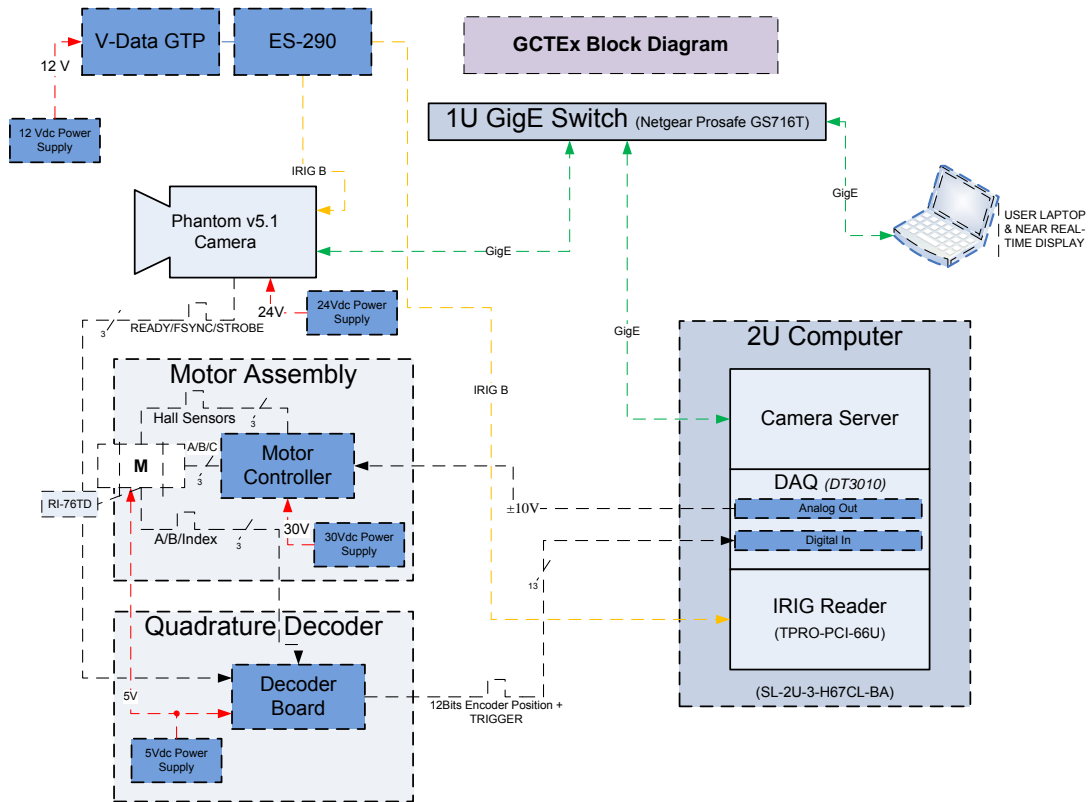 V-Data GTP
ES-290
GCTEx Block Diagram
12 V
12 Vdc Power
Supply
1U GigE Switch (Netgear Prosafe GS716T)
IRIG B
GigE
USER LAPTOP
& NEAR REAL-
TIME DISPLAY
Phantom v5.1
Camera
GigE
24V
24Vdc Power
Supply
3
READY/FSYNC/STROBE
GigE
2U Computer
Motor Assembly
IRIG B
Camera Server
Hall Sensors
3
A/B/C
3
M
Motor
Controller
RI-76TD
±10V
DAQ (DT3010)
Analog Out
Digital In
A/B/Index
3
30V
30Vdc Power
Supply
13
IRIG Reader
(TPRO-PCI-66U)
Quadrature Decoder
Decoder
Board
5V
12Bits Encoder Position +
TRIGGER
(SL-2U-3-H67CL-BA)
5Vdc Power
Supply